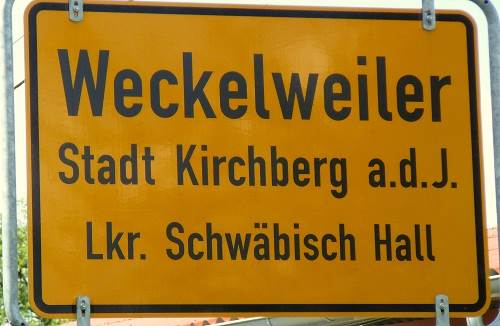 Weckelweiler
Stadt Kirchberg a.d.J.
Lkr. Schwäbisch Hall